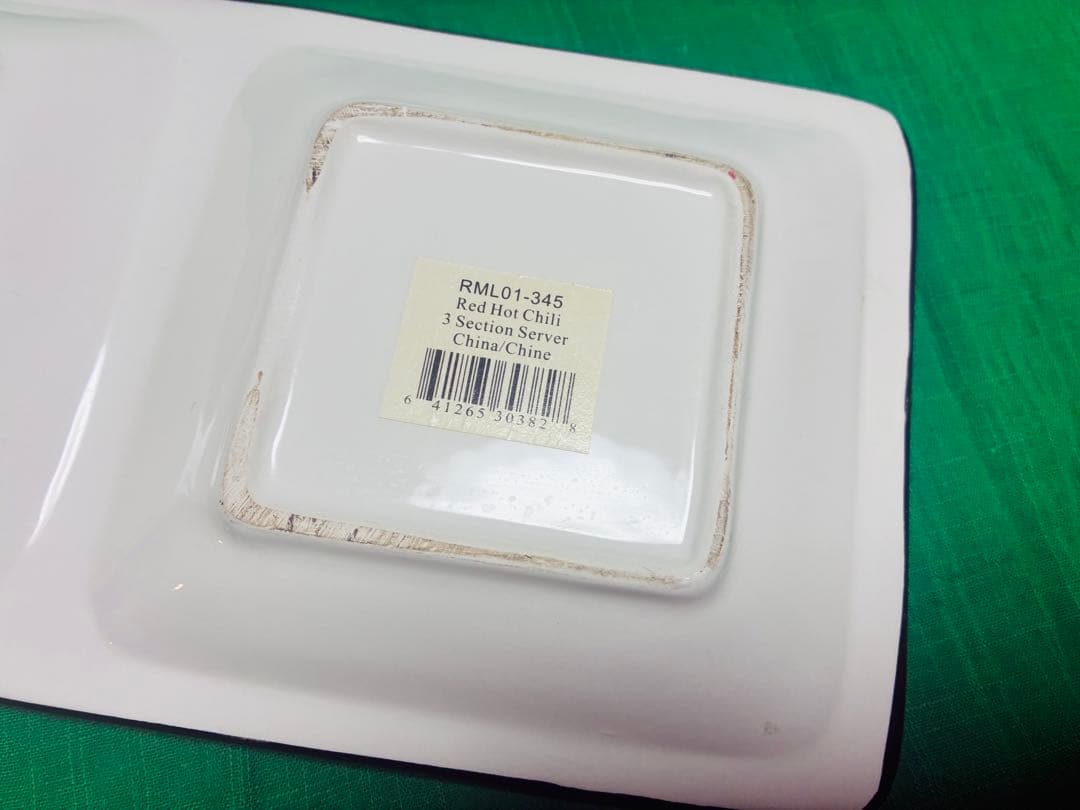 RML01-345
Red Hot Chili
3 Section Server
China/Chine
6 41265 30382 8